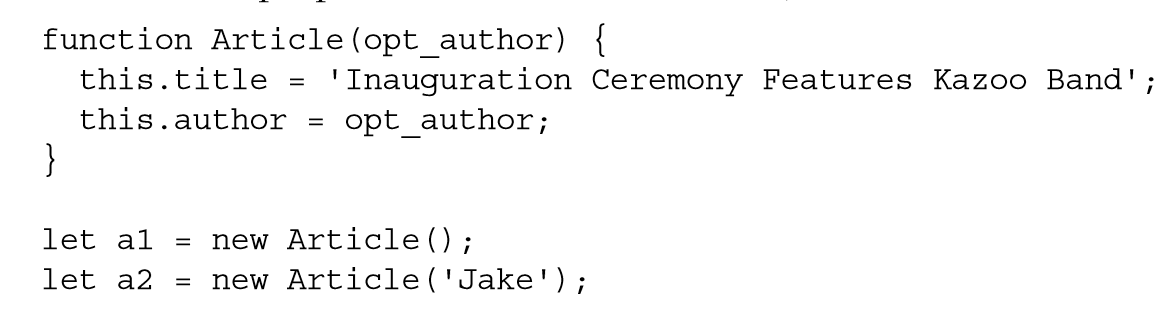 function Article(opt_author) {
  this.title = 'Inauguration Ceremony Features Kazoo Band';
  this.author = opt_author;
}

let a1 = new Article();
let a2 = new Article('Jake');